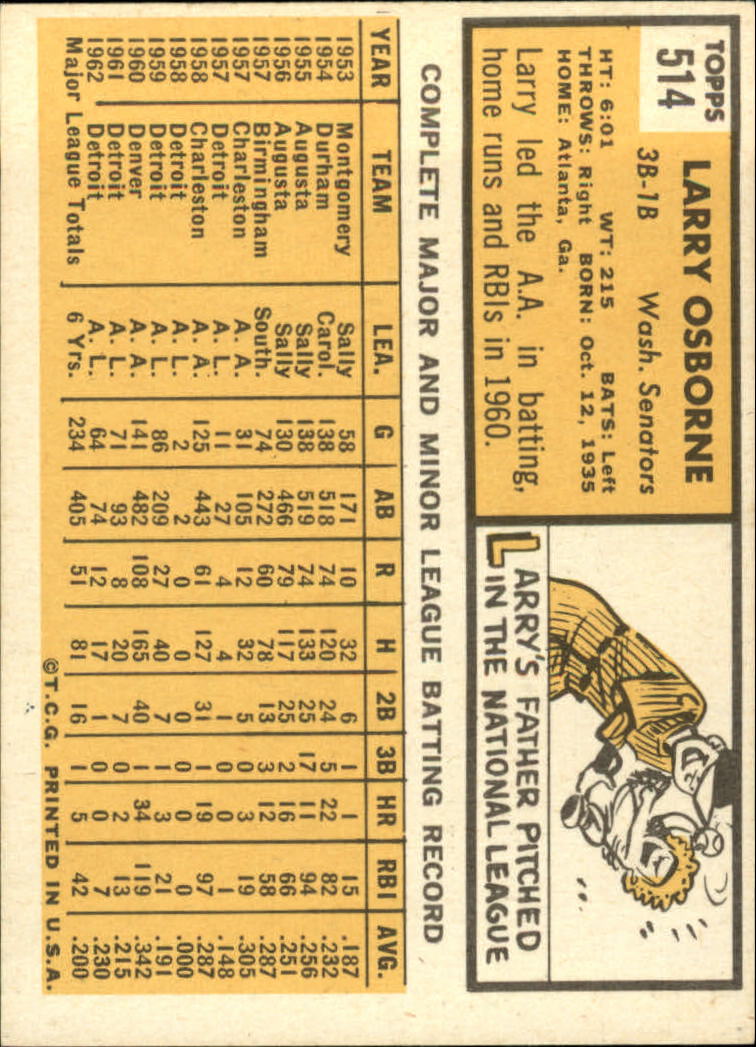 TOPPS
514
LARRY OSBORNE
3B-1B Wash. Senators
HT: 6:01 WT: 215 BATS: Left
THROWS: Right BORN: Oct. 12, 1935
HOME: Atlanta, Ga.
Larry led the A.A. in batting,
home runs and RBIs in 1960.
LARRY'S FATHER PITCHED
IN THE NATIONAL LEAGUE
COMPLETE MAJOR AND MINOR LEAGUE BATTING RECORD
YEAR TEAM LEA. G AB R H 2B 3B HR RBI AVG.
1953 Montgomery Sally 58 171 10 32 6 1 1 15 .187
1954 Durham Carol. 138 518 74 120 24 5 22 82 .232
1955 Augusta Sally 138 519 74 133 25 17 11 94 .256
1956 Augusta Sally 130 466 79 117 25 2 16 66 .251
1957 Birmingham South. 74 272 60 78 13 3 12 58 .287
1957 Charleston A. A. 31 105 12 32 5 0 3 19 .305
1957 Detroit A. L. 11 27 4 4 1 0 0 1 .148
1958 Charleston A. A. 125 443 61 127 31 1 19 97 .287
1958 Detroit A. L. 2 2 0 0 0 0 0 0 .000
1959 Detroit A. L. 86 209 27 40 7 1 3 21 .191
1960 Denver A. A. 141 482 108 165 40 1 34 119 .342
1961 Detroit A. L. 71 93 8 20 7 0 2 13 .215
1962 Detroit A. L. 64 74 12 17 1 0 0 7 .230
Major League Totals 6 Yrs. 234 405 51 81 16 1 5 42 .200
©T.C.G. PRINTED IN U.S.A.